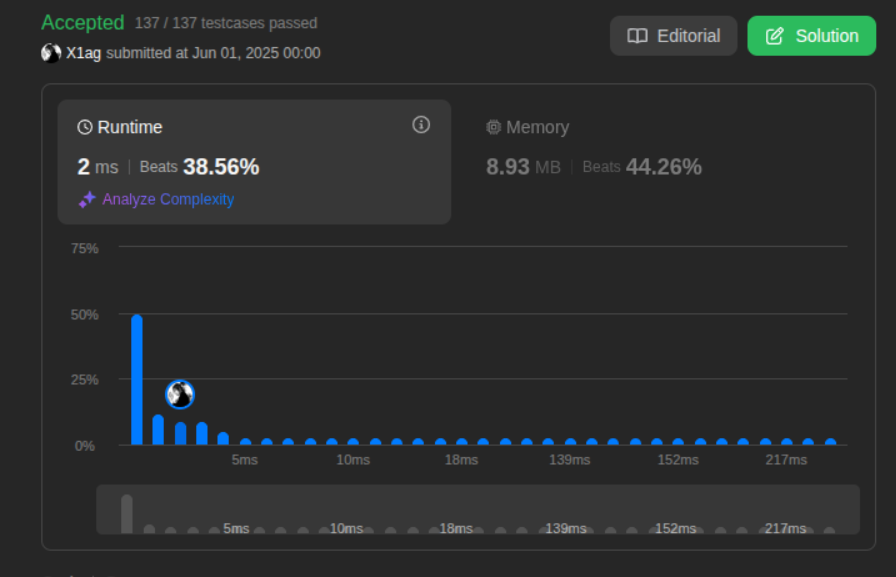 Accepted 137 / 137 testcases passed
X1ag submitted at Jun 01, 2025 00:00
Editorial
Solution
Runtime
2 ms | Beats 38.56%
Analyze Complexity
Memory
8.93 MB | Beats 44.26%
75%
50%
25%
0%
5ms 10ms 18ms 139ms 152ms 217ms
5ms 10ms 18ms 139ms 152ms 217ms